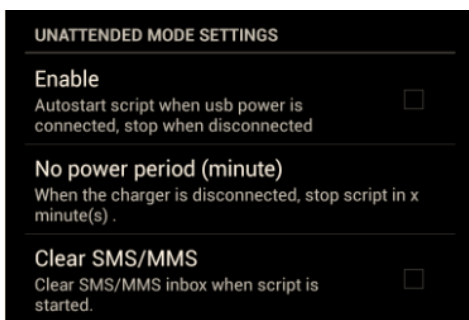 UNATTENDED MODE SETTINGS
Enable
Autostart script when usb power is
connected, stop when disconnected
No power period (minute)
When the charger is disconnected, stop script in x
minute(s) .
Clear SMS/MMS
Clear SMS/MMS inbox when script is
started.